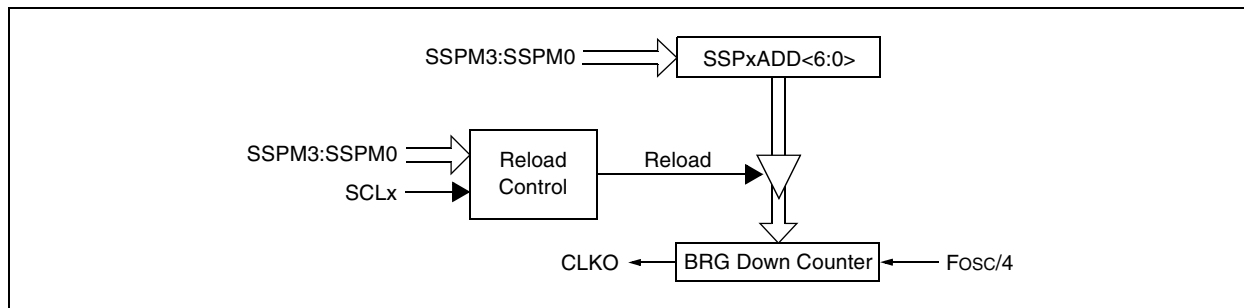 SSPM3:SSPM0
SSPxADD<6:0>
SSPM3:SSPM0
SCLx
Reload
Control
Reload
CLKO
BRG Down Counter
FOSC/4